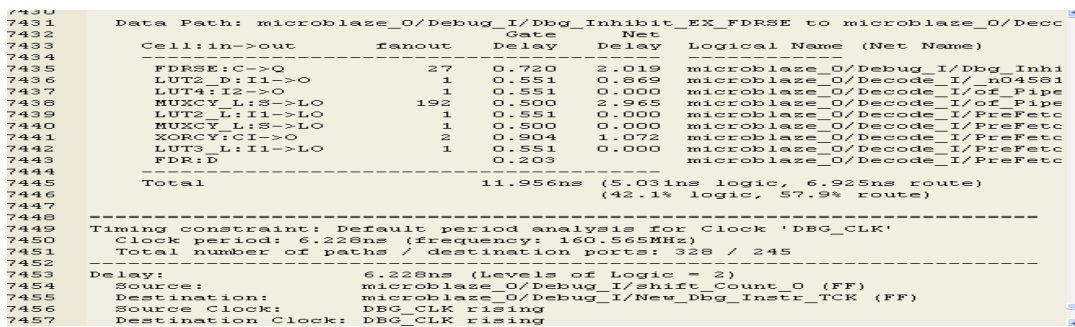 7430
7431 Data Path: microblaze_0/Debug_I/Dbg_Inhibit_EX_FDRSE to microblaze_0/Decc
7432 Gate Net
7433 Cell:in->out fanout Delay Delay Logical Name (Net Name)
7434 ---------------------------------------- ------------
7435 FDRSE:C->Q 27 0.720 2.019 microblaze_0/Debug_I/Dbg_Inhi
7436 LUT2_D:I1->O 1 0.551 0.869 microblaze_0/Decode_I/_n04581
7437 LUT4:I2->O 1 0.551 0.000 microblaze_0/Decode_I/of_Pipe
7438 MUXCY_L:S->LO 192 0.500 2.965 microblaze_0/Decode_I/of_Pipe
7439 LUT2_L:I1->LO 1 0.551 0.000 microblaze_0/Decode_I/PreFetc
7440 MUXCY_L:S->LO 1 0.500 0.000 microblaze_0/Decode_I/PreFetc
7441 XORCY:CI->O 2 0.904 1.072 microblaze_0/Decode_I/PreFetc
7442 LUT3_L:I1->LO 1 0.551 0.000 microblaze_0/Decode_I/PreFetc
7443 FDR:D 0.203 microblaze_0/Decode_I/PreFetc
7444 ----------------------------------------
7445 Total 11.956ns (5.031ns logic, 6.925ns route)
7446 (42.1% logic, 57.9% route)
7447
7448 =========================================================================
7449 Timing constraint: Default period analysis for Clock 'DBG_CLK'
7450 Clock period: 6.228ns (frequency: 160.565MHz)
7451 Total number of paths / destination ports: 328 / 245
7452 -------------------------------------------------------------------------
7453 Delay: 6.228ns (Levels of Logic = 2)
7454 Source: microblaze_0/Debug_I/shift_Count_0 (FF)
7455 Destination: microblaze_0/Debug_I/New_Dbg_Instr_TCK (FF)
7456 Source Clock: DBG_CLK rising
7457 Destination Clock: DBG_CLK rising